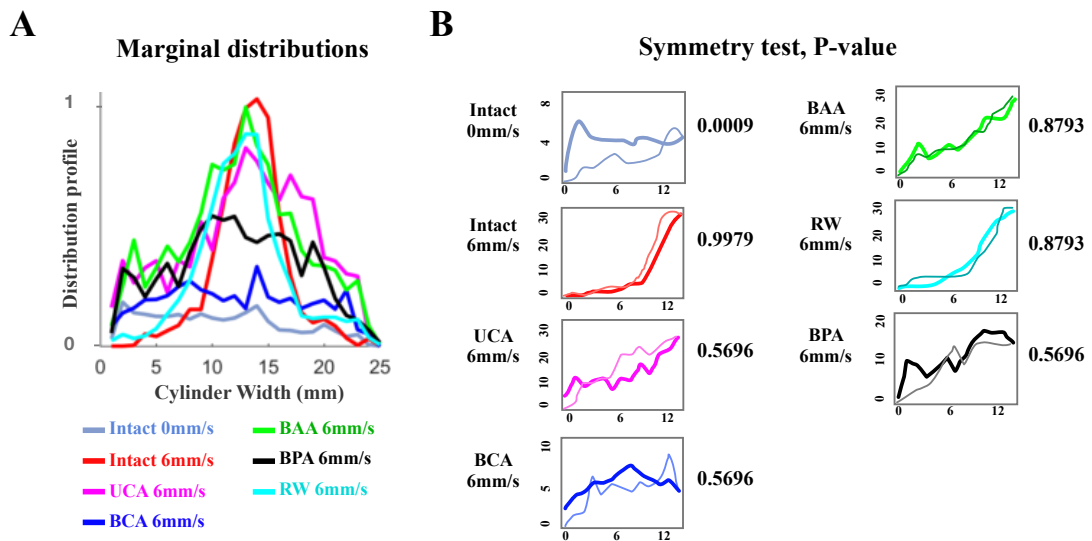 A
Marginal distributions
Distribution profile
1
0
0 5 10 15 20 25
Cylinder Width (mm)
Intact 0mm/s
Intact 6mm/s
UCA 6mm/s
BCA 6mm/s
BAA 6mm/s
BPA 6mm/s
RW 6mm/s
B
Symmetry test, P-value
Intact
0mm/s
8
4
0
0 6 12
0.0009
Intact
6mm/s
30
20
10
0
0 6 12
0.9979
UCA
6mm/s
30
20
10
0
0 6 12
0.5696
BCA
6mm/s
10
5
0
0 6 12
0.5696
BAA
6mm/s
30
20
10
0
0 6 12
0.8793
RW
6mm/s
30
20
10
0
0 6 12
0.8793
BPA
6mm/s
20
10
0
0 6 12
0.5696